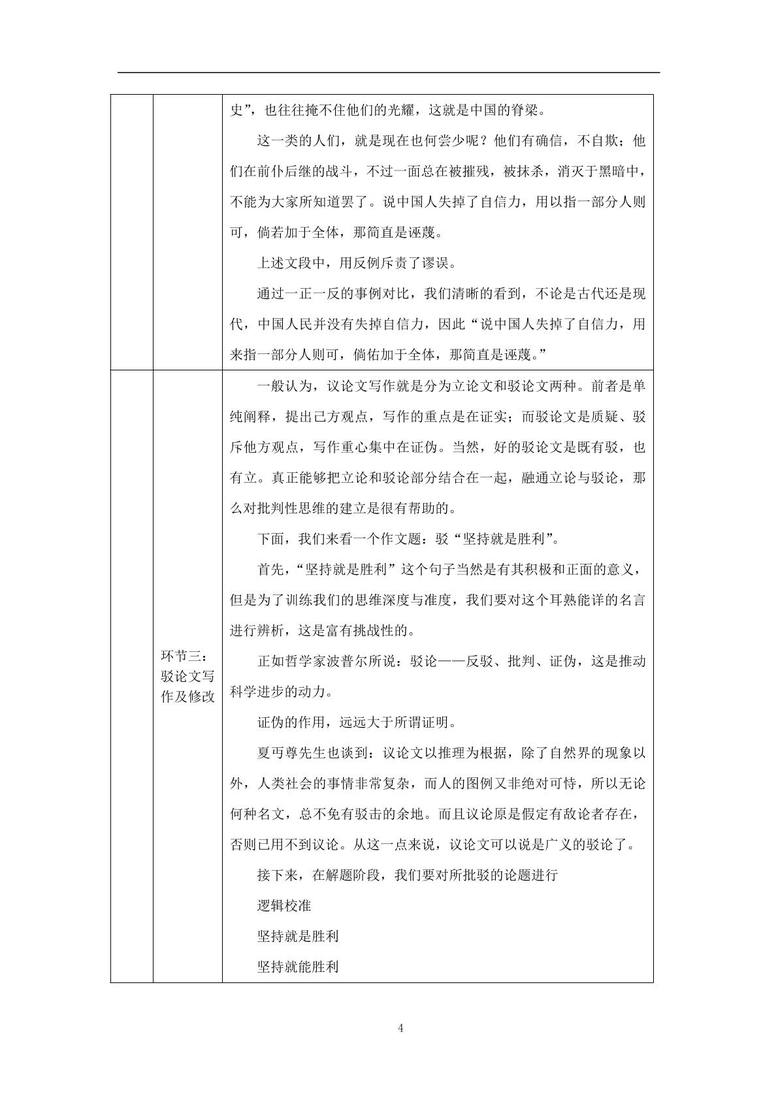 史”，也往往掩不住他们的光耀，这就是中国的脊梁。
这一类的人们，就是现在也何尝少呢？他们有确信，不自欺；他
们在前仆后继的战斗，不过一面总在被摧残，被抹杀，消灭于黑暗中，
不能为大家所知道罢了。说中国人失掉了自信力，用以指一部分人则
可，倘若加于全体，那简直是诬蔑。
上述文段中，用反例斥责了谬误。
通过一正一反的事例对比，我们清晰的看到，不论是古代还是现
代，中国人民并没有失掉自信力，因此“说中国人失掉了自信力，用
来指一部分人则可，倘佑加于全体，那简直是诬蔑。”
环节三：
驳论文写
作及修改
一般认为，议论文写作就是分为立论文和驳论文两种。前者是单
纯阐释，提出己方观点，写作的重点是在证实；而驳论文是质疑、驳
斥他方观点，写作重心集中在证伪。当然，好的驳论文是既有驳，也
有立。真正能够把立论和驳论部分结合在一起，融通立论与驳论，那
么对批判性思维的建立是很有帮助的。
下面，我们来看一个作文题：驳“坚持就是胜利”。
首先，“坚持就是胜利”这个句子当然是有其积极和正面的意义，
但是为了训练我们的思维深度与准度，我们要对这个耳熟能详的名言
进行辨析，这是富有挑战性的。
正如哲学家波普尔所说：驳论——反驳、批判、证伪，这是推动
科学进步的动力。
证伪的作用，远远大于所谓证明。
夏丏尊先生也谈到：议论文以推理为根据，除了自然界的现象以
外，人类社会的事情非常复杂，而人的图例又非绝对可恃，所以无论
何种名文，总不免有驳击的余地。而且议论原是假定有敌论者存在，
否则已用不到议论。从这一点来说，议论文可以说是广义的驳论了。
接下来，在解题阶段，我们要对所批驳的论题进行
逻辑校准
坚持就是胜利
坚持就能胜利
4